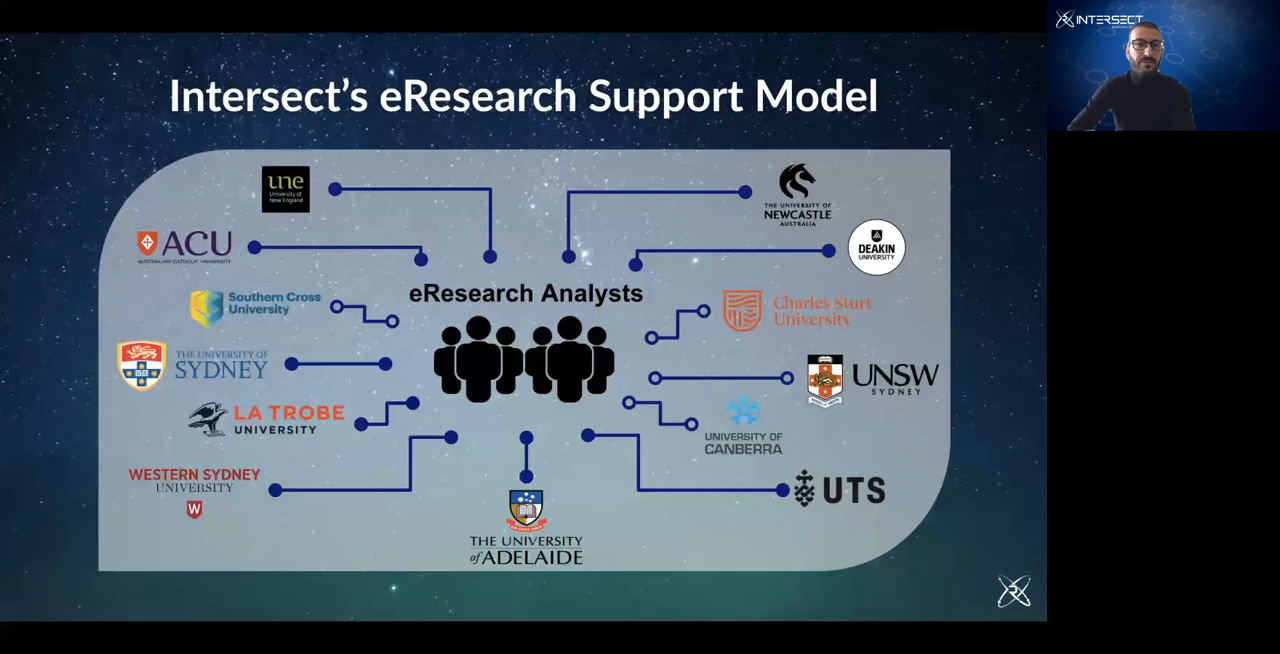 INTERSECT
Intersect's eResearch Support Model
une
University of
New England
THE UNIVERSITY OF
NEWCASTLE
AUSTRALIA
ACU
AUSTRALIAN CATHOLIC UNIVERSITY
DEAKIN
UNIVERSITY
eResearch Analysts
Southern Cross
University
Charles Sturt
University
THE UNIVERSITY OF
SYDNEY
UNSW
SYDNEY
LA TROBE
UNIVERSITY
UNIVERSITY OF
CANBERRA
WESTERN SYDNEY
UNIVERSITY
W
UTS
THE UNIVERSITY
of ADELAIDE